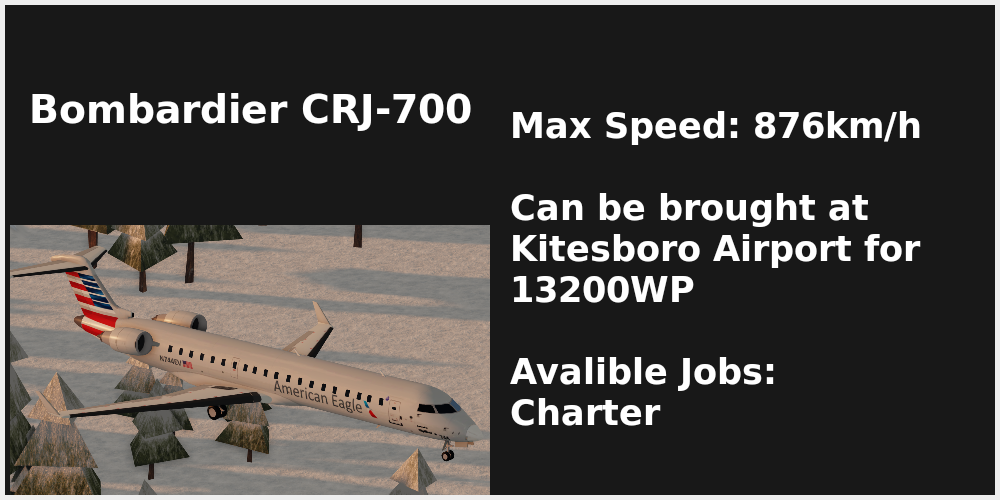 Bombardier CRJ-700
Max Speed: 876km/h
Can be brought at
Kitesboro Airport for
13200WP
Avalible Jobs:
Charter
American Eagle